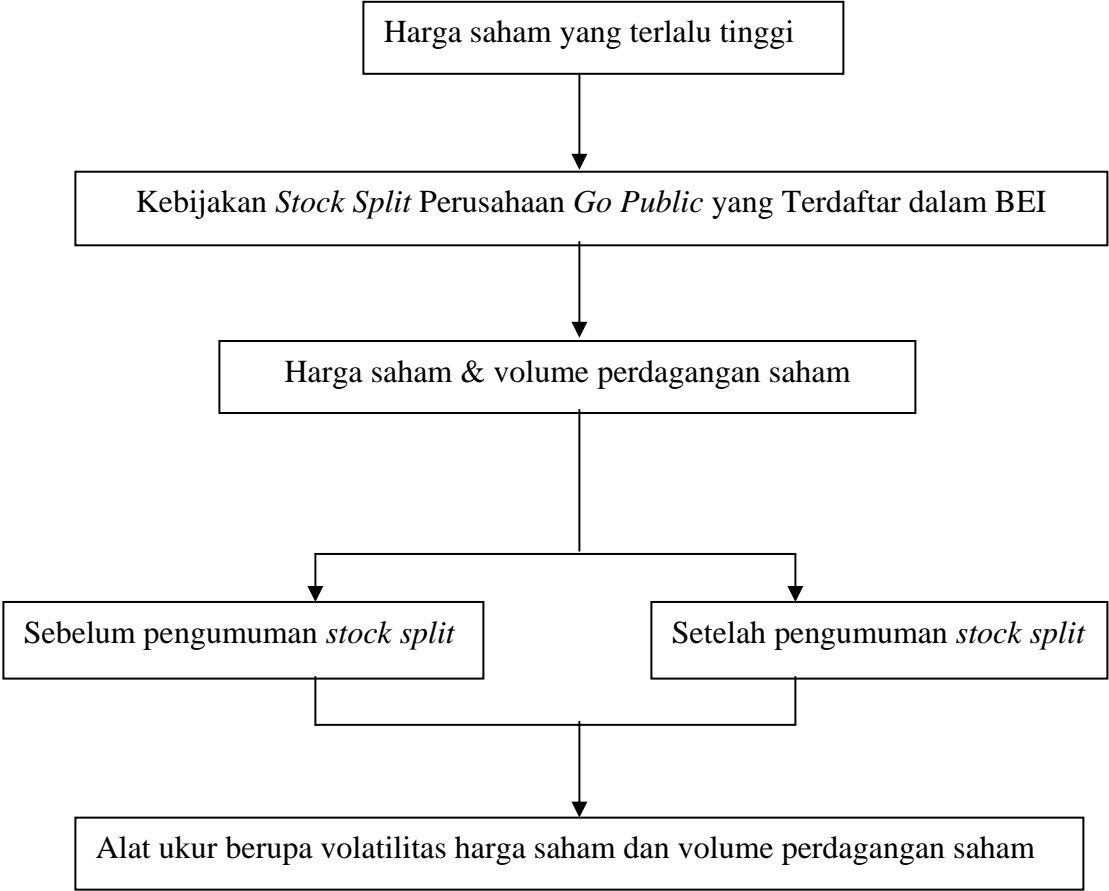 Harga saham yang terlalu tinggi
Kebijakan Stock Split Perusahaan Go Public yang Terdaftar dalam BEI
Harga saham & volume perdagangan saham
Sebelum pengumuman stock split
Setelah pengumuman stock split
Alat ukur berupa volatilitas harga saham dan volume perdagangan saham